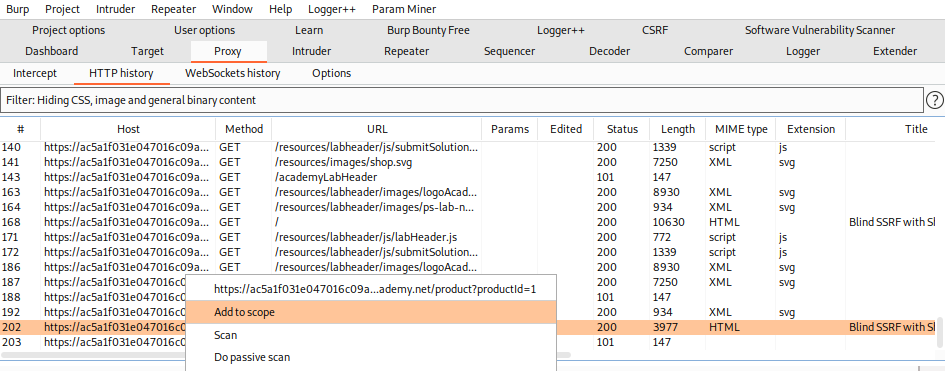 Burp Project Intruder Repeater Window Help Logger++ Param Miner
Project options User options Learn Burp Bounty Free Logger++ CSRF Software Vulnerability Scanner
Dashboard Target Proxy Intruder Repeater Sequencer Decoder Comparer Logger Extender
Intercept HTTP history WebSockets history Options
Filter: Hiding CSS, image and general binary content ?
# Host Method URL Params Edited Status Length MIME type Extension Title
140 https://ac5a1f031e047016c09a... GET /resources/labheader/js/submitSolution... 200 1339 script js
141 https://ac5a1f031e047016c09a... GET /resources/images/shop.svg 200 7250 XML svg
143 https://ac5a1f031e047016c09a... GET /academyLabHeader 101 147
163 https://ac5a1f031e047016c09a... GET /resources/labheader/images/logoAcad... 200 8930 XML svg
164 https://ac5a1f031e047016c09a... GET /resources/labheader/images/ps-lab-n... 200 934 XML svg
168 https://ac5a1f031e047016c09a... GET / 200 10630 HTML Blind SSRF with Sh
171 https://ac5a1f031e047016c09a... GET /resources/labheader/js/labHeader.js 200 772 script js
172 https://ac5a1f031e047016c09a... GET /resources/labheader/js/submitSolution... 200 1339 script js
186 https://ac5a1f031e047016c09a... GET /resources/labheader/images/logoAcad... 200 8930 XML svg
187 https://ac5a1f031e047 200 7250 XML svg
188 https://ac5a1f031e047 101 147
192 https://ac5a1f031e047 200 934 XML svg
202 https://ac5a1f031e047 200 3977 HTML Blind SSRF with Sh
203 https://ac5a1f031e047 101 147
https://ac5a1f031e047016c09a...ademy.net/product?productId=1
Add to scope
Scan
Do passive scan